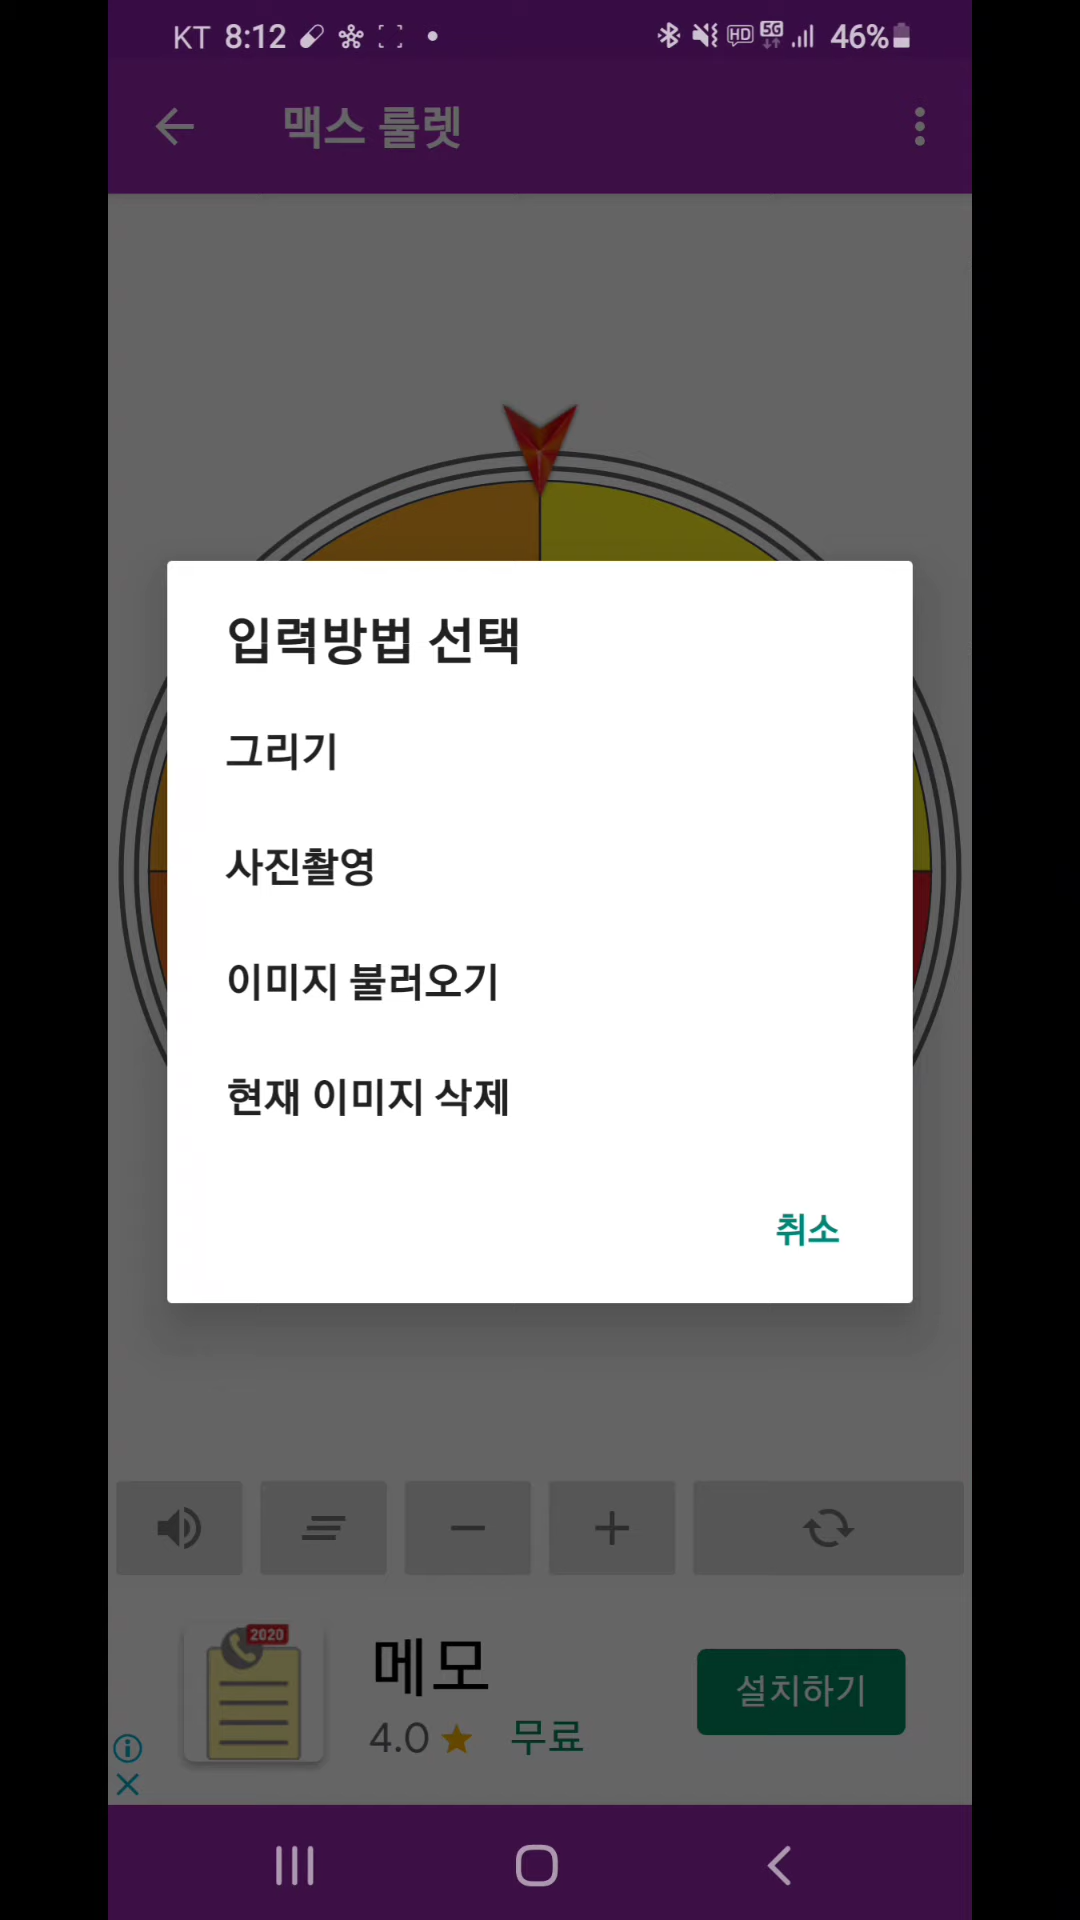 KT 8:12 HD 5G 46%
맥스 룰렛
입력방법 선택
그리기
사진촬영
이미지 불러오기
현재 이미지 삭제
취소
2020
메모
4.0 ★ 무료
설치하기